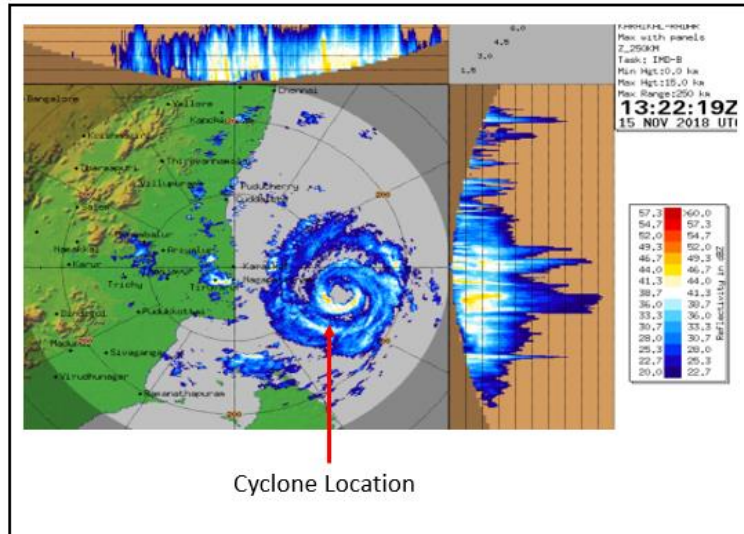 KARAIKAL-RADAR
Max with panels
Z_250KM
Task: IMD-B
Min Hgt:0.0 km
Max Hgt:15.0 km
Max Range:250 km
13:22:19Z
15 NOV 2018 UT
6.0
4.5
3.0
1.5
Bangalore
Chennai
Vellore
Krishnagiri
Dharmapuri
Thiruvannamala
Villupuram
Puducherry
Cuddalore
200
Salem
Perambalur
Namakkal
Ariyalur
Karur
Trichy
Pudukkottai
Dindigul
Madurai
Sivaganga
Virudhunagar
Ramanathapuram
200
57.3 >60.0
54.7 57.3
52.0 54.7
49.3 52.0
46.7 49.3
44.0 46.7
41.3 44.0
38.7 41.3
36.0 38.7
33.3 36.0
30.7 33.3
28.0 30.7
25.3 28.0
22.7 25.3
20.0 22.7
Reflectivity in dBZ
Cyclone Location